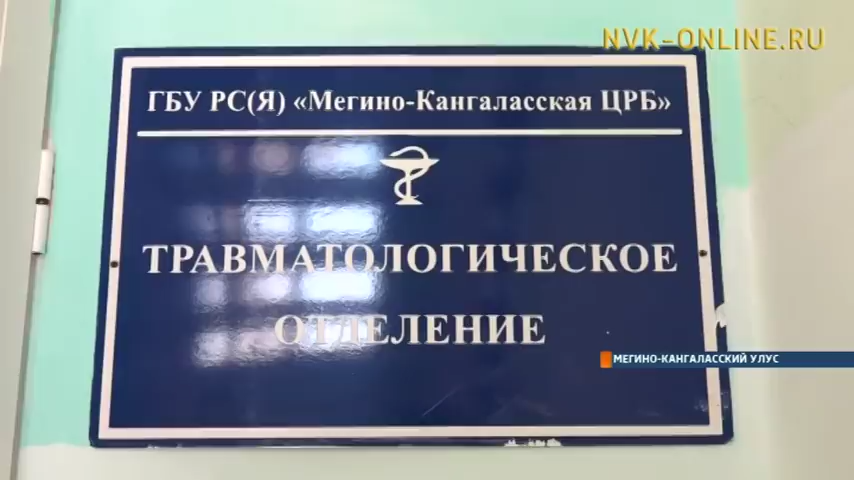 NVK-ONLINE.RU
ГБУ РС(Я) «Мегино-Кангаласская ЦРБ»
ТРАВМАТОЛОГИЧЕСКОЕ
ОТДЕЛЕНИЕ
МЕГИНО-КАНГАЛАССКИЙ УЛУС